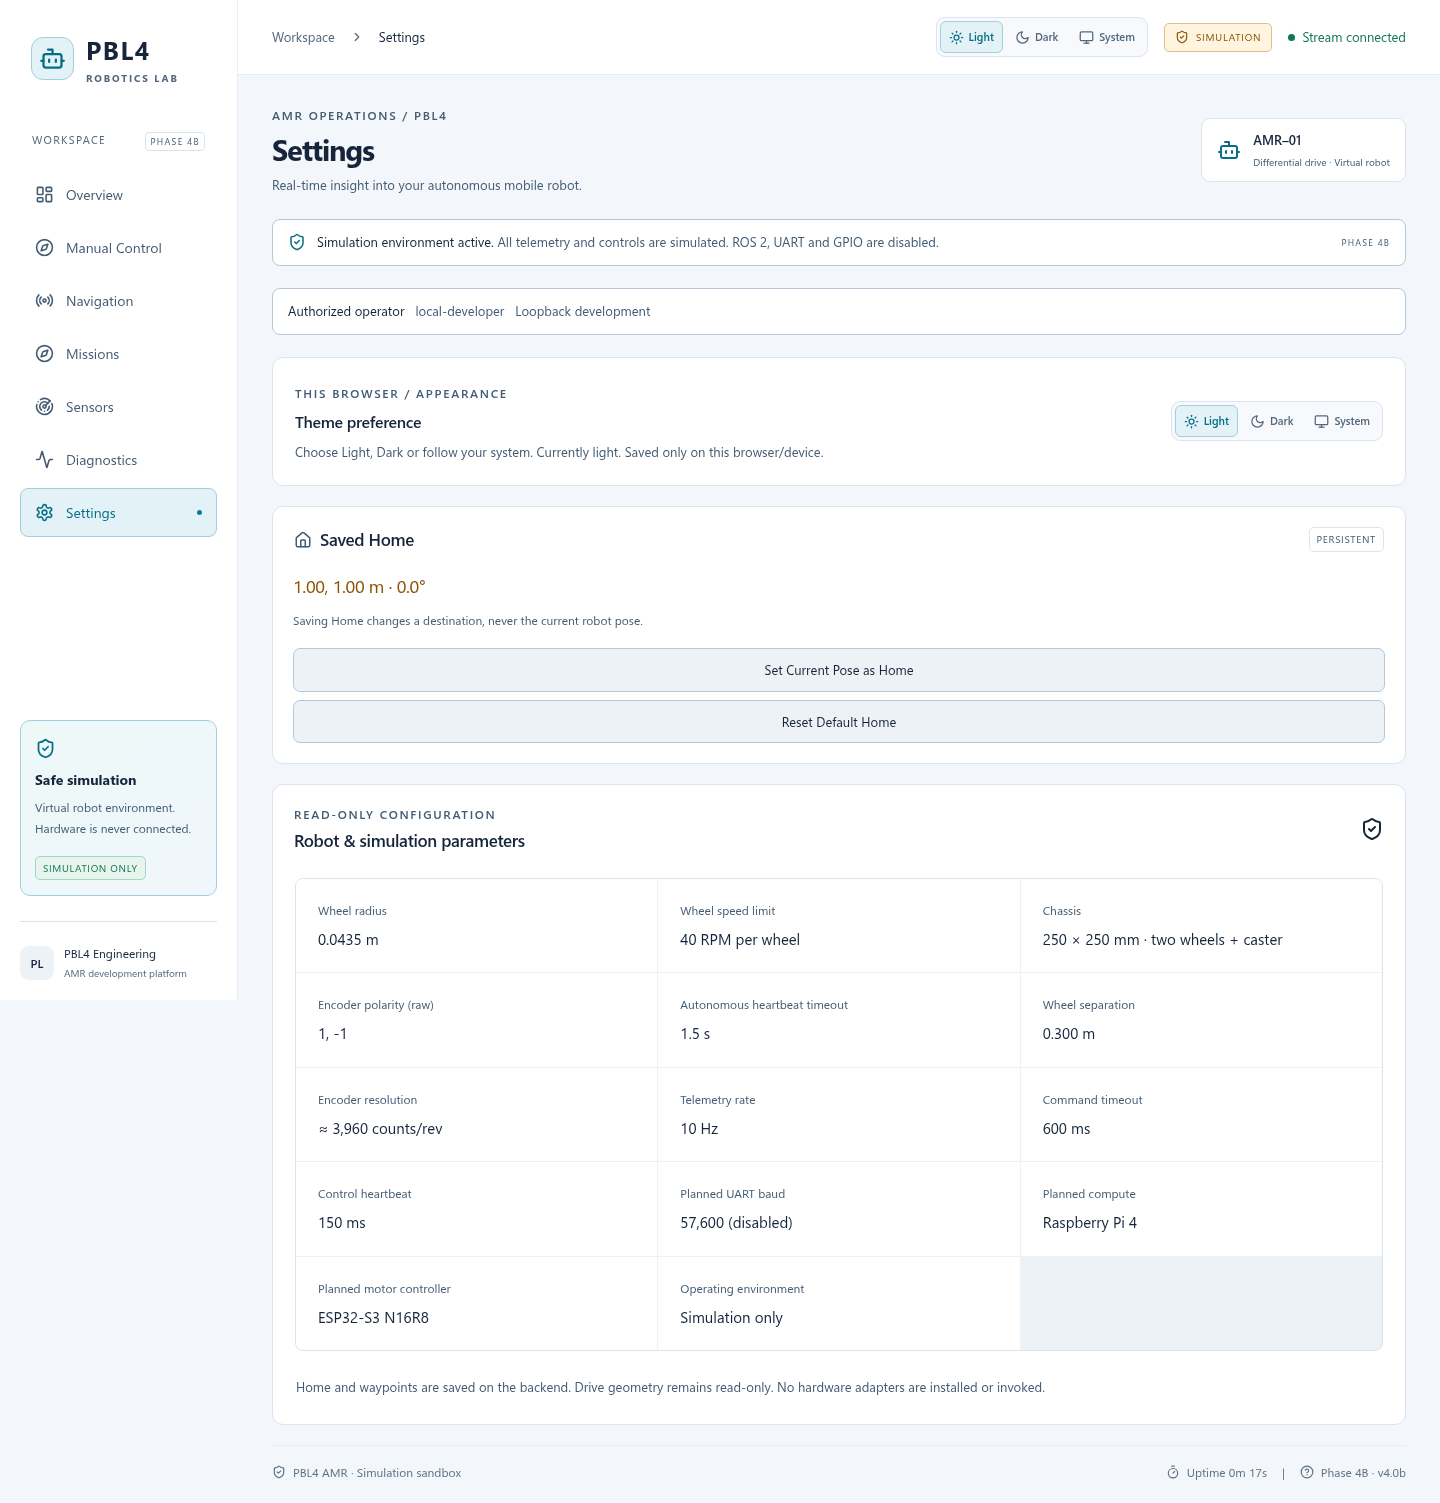 PBL4
ROBOTICS LAB
WORKSPACE
PHASE 4B
Overview
Manual Control
Navigation
Missions
Sensors
Diagnostics
Settings
Safe simulation
Virtual robot environment.
Hardware is never connected.
SIMULATION ONLY
PL
PBL4 Engineering
AMR development platform
Workspace > Settings
Light Dark System
SIMULATION
Stream connected
AMR OPERATIONS / PBL4
Settings
Real-time insight into your autonomous mobile robot.
AMR–01
Differential drive · Virtual robot
Simulation environment active. All telemetry and controls are simulated. ROS 2, UART and GPIO are disabled.
PHASE 4B
Authorized operator local-developer Loopback development
THIS BROWSER / APPEARANCE
Theme preference
Choose Light, Dark or follow your system. Currently light. Saved only on this browser/device.
Light Dark System
Saved Home
PERSISTENT
1.00, 1.00 m · 0.0°
Saving Home changes a destination, never the current robot pose.
Set Current Pose as Home
Reset Default Home
READ-ONLY CONFIGURATION
Robot & simulation parameters
Wheel radius
0.0435 m
Wheel speed limit
40 RPM per wheel
Chassis
250 × 250 mm · two wheels + caster
Encoder polarity (raw)
1, -1
Autonomous heartbeat timeout
1.5 s
Wheel separation
0.300 m
Encoder resolution
≈ 3,960 counts/rev
Telemetry rate
10 Hz
Command timeout
600 ms
Control heartbeat
150 ms
Planned UART baud
57,600 (disabled)
Planned compute
Raspberry Pi 4
Planned motor controller
ESP32-S3 N16R8
Operating environment
Simulation only
Home and waypoints are saved on the backend. Drive geometry remains read-only. No hardware adapters are installed or invoked.
PBL4 AMR · Simulation sandbox
Uptime 0m 17s | Phase 4B · v4.0b